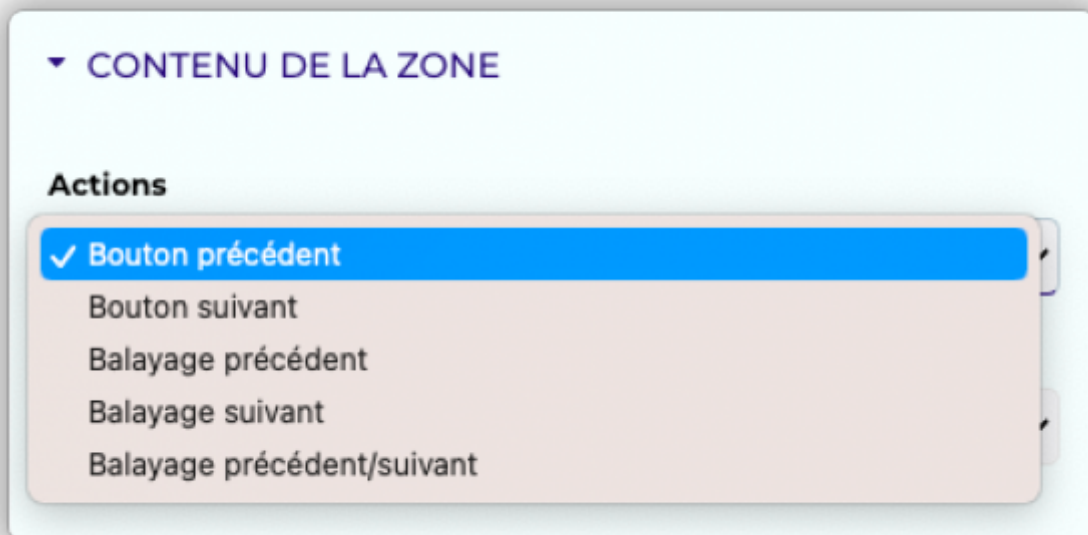 CONTENU DE LA ZONE
Actions
Bouton précédent
Bouton suivant
Balayage précédent
Balayage suivant
Balayage précédent/suivant